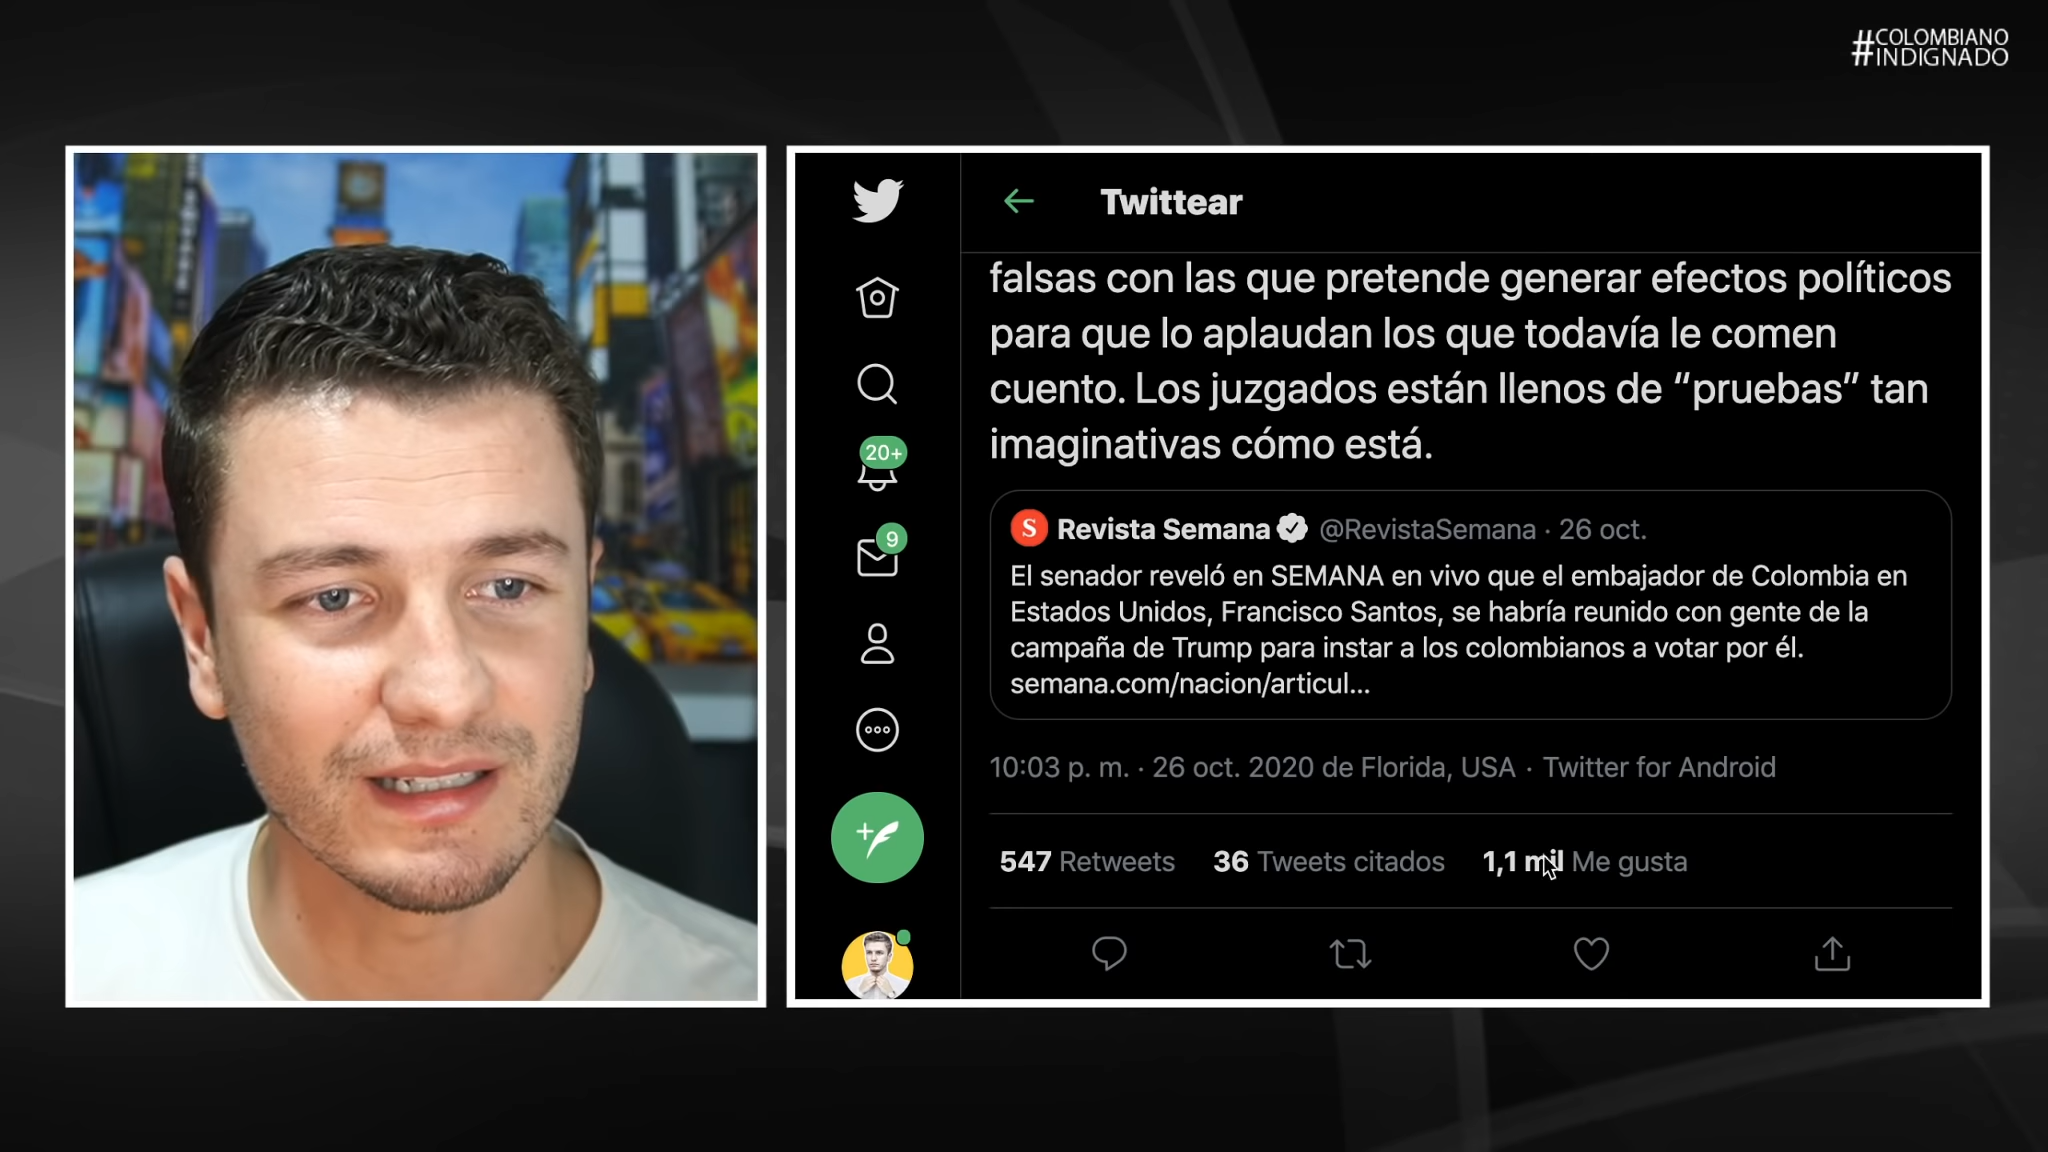 #COLOMBIANO
INDIGNADO
Twittear
falsas con las que pretende generar efectos políticos
para que lo aplaudan los que todavía le comen
cuento. Los juzgados están llenos de “pruebas” tan
imaginativas cómo está.
20+
S Revista Semana @RevistaSemana · 26 oct.
9
El senador reveló en SEMANA en vivo que el embajador de Colombia en
Estados Unidos, Francisco Santos, se habría reunido con gente de la
campaña de Trump para instar a los colombianos a votar por él.
semana.com/nacion/articul...
10:03 p. m. · 26 oct. 2020 de Florida, USA · Twitter for Android
547 Retweets 36 Tweets citados 1,1 mil Me gusta